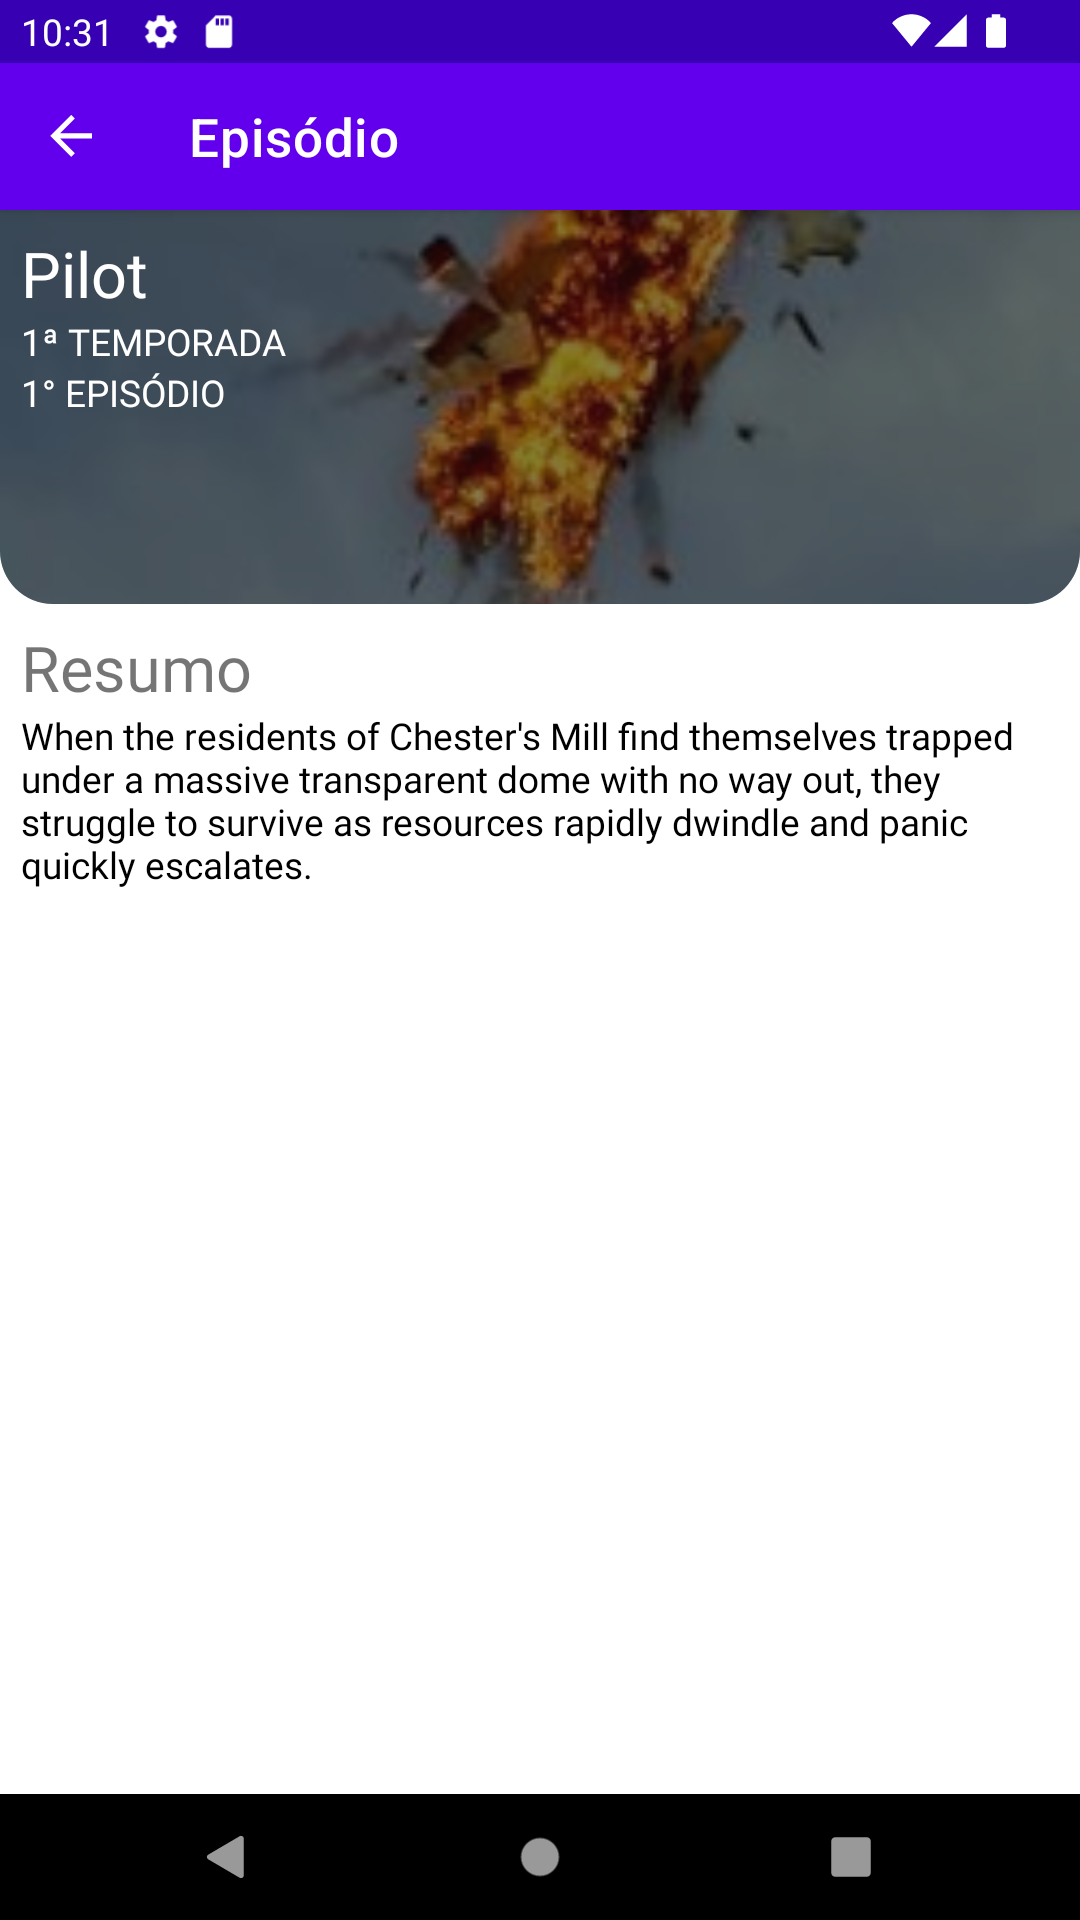 10:31
Episódio
Pilot
1ª TEMPORADA
1° EPISÓDIO
Resumo
When the residents of Chester's Mill find themselves trapped
under a massive transparent dome with no way out, they
struggle to survive as resources rapidly dwindle and panic
quickly escalates.